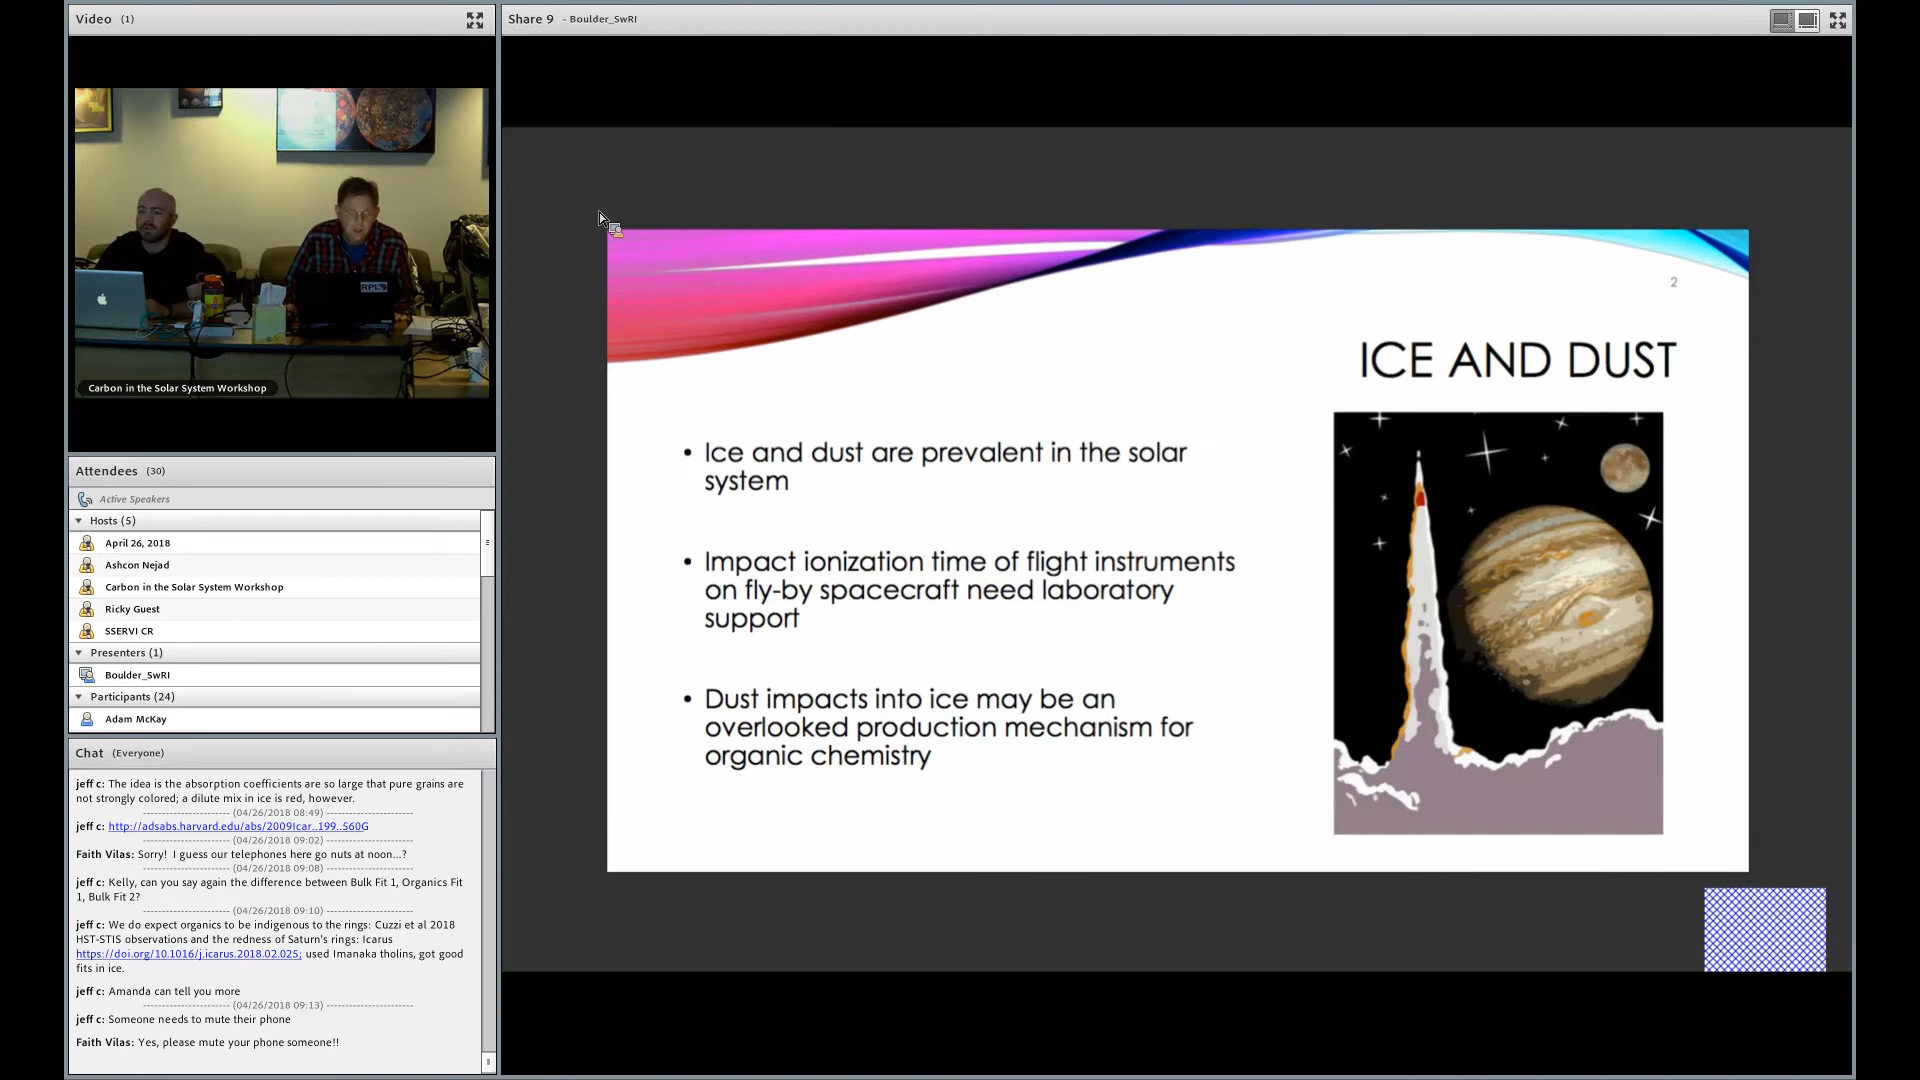 Video (1)
Carbon in the Solar System Workshop
RPL
Attendees (30)
Active Speakers
Hosts (5)
April 26, 2018
Ashcon Nejad
Carbon in the Solar System Workshop
Ricky Guest
SSERVI CR
Presenters (1)
Boulder_SwRI
Participants (24)
Adam McKay
Chat (Everyone)
jeff c: The idea is the absorption coefficients are so large that pure grains are
not strongly colored; a dilute mix in ice is red, however.
------------------------ (04/26/2018 08:49) ------------------------
jeff c: http://adsabs.harvard.edu/abs/2009Icar..199..560G
------------------------ (04/26/2018 09:02) ------------------------
Faith Vilas: Sorry! I guess our telephones here go nuts at noon...?
------------------------ (04/26/2018 09:08) ------------------------
jeff c: Kelly, can you say again the difference between Bulk Fit 1, Organics Fit
1, Bulk Fit 2?
------------------------ (04/26/2018 09:10) ------------------------
jeff c: We do expect organics to be indigenous to the rings: Cuzzi et al 2018
HST-STIS observations and the redness of Saturn's rings: Icarus
https://doi.org/10.1016/j.icarus.2018.02.025; used Imanaka tholins, got good
fits in ice.
jeff c: Amanda can tell you more
------------------------ (04/26/2018 09:13) ------------------------
jeff c: Someone needs to mute their phone
Faith Vilas: Yes, please mute your phone someone!!
Share 9 - Boulder_SwRI
2
ICE AND DUST
• Ice and dust are prevalent in the solar
system
• Impact ionization time of flight instruments
on fly-by spacecraft need laboratory
support
• Dust impacts into ice may be an
overlooked production mechanism for
organic chemistry